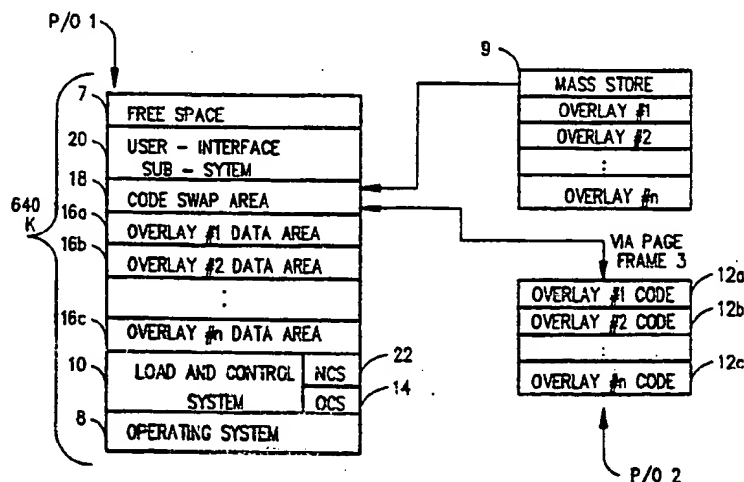 P/O 1
7
FREE SPACE
20
USER - INTERFACE
SUB - SYTEM
18
CODE SWAP AREA
640
K
16a
OVERLAY #1 DATA AREA
16b
OVERLAY #2 DATA AREA
:
16c
OVERLAY #n DATA AREA
10
LOAD AND CONTROL
SYSTEM
NCS
22
OCS
14
8
OPERATING SYSTEM
9
MASS STORE
OVERLAY #1
OVERLAY #2
:
OVERLAY #n
VIA PAGE
FRAME 3
OVERLAY #1 CODE
12a
OVERLAY #2 CODE
12b
:
OVERLAY #n CODE
12c
P/O 2